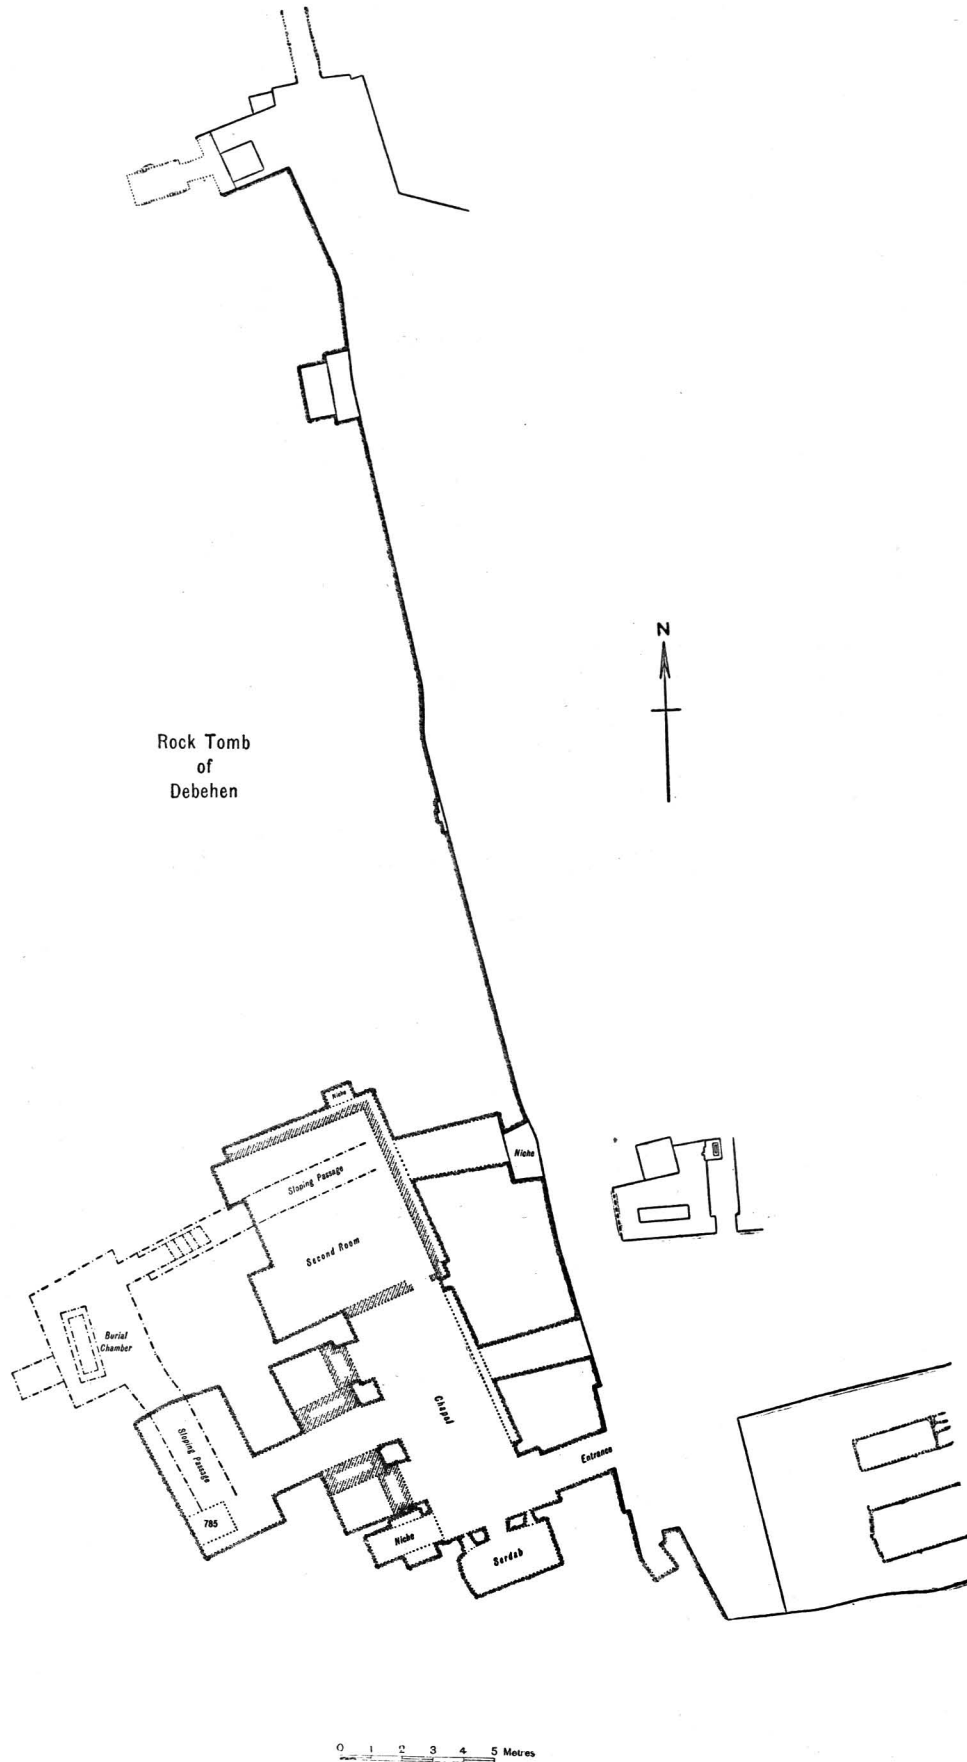 N
Rock Tomb
of
Debehen
Niche
Sloping Passage
Niche
Second Room
Burial
Chamber
Chapel
Sloping Passage
Entrance
785
Niche
Serdab
0 1 2 3 4 5 Metres